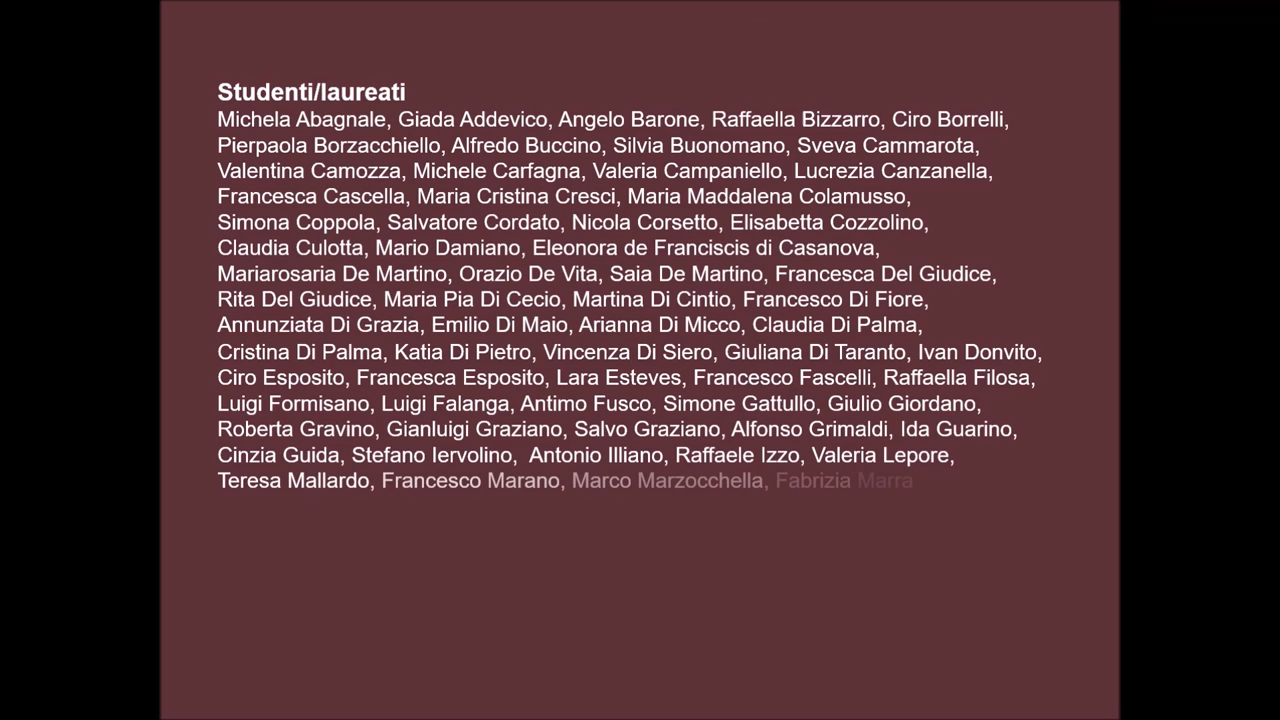 Studenti/laureati
Michela Abagnale, Giada Addevico, Angelo Barone, Raffaella Bizzarro, Ciro Borrelli,
Pierpaola Borzacchiello, Alfredo Buccino, Silvia Buonomano, Sveva Cammarota,
Valentina Camozza, Michele Carfagna, Valeria Campaniello, Lucrezia Canzanella,
Francesca Cascella, Maria Cristina Cresci, Maria Maddalena Colamusso,
Simona Coppola, Salvatore Cordato, Nicola Corsetto, Elisabetta Cozzolino,
Claudia Culotta, Mario Damiano, Eleonora de Franciscis di Casanova,
Mariarosaria De Martino, Orazio De Vita, Saia De Martino, Francesca Del Giudice,
Rita Del Giudice, Maria Pia Di Cecio, Martina Di Cintio, Francesco Di Fiore,
Annunziata Di Grazia, Emilio Di Maio, Arianna Di Micco, Claudia Di Palma,
Cristina Di Palma, Katia Di Pietro, Vincenza Di Siero, Giuliana Di Taranto, Ivan Donvito,
Ciro Esposito, Francesca Esposito, Lara Esteves, Francesco Fascelli, Raffaella Filosa,
Luigi Formisano, Luigi Falanga, Antimo Fusco, Simone Gattullo, Giulio Giordano,
Roberta Gravino, Gianluigi Graziano, Salvo Graziano, Alfonso Grimaldi, Ida Guarino,
Cinzia Guida, Stefano Iervolino,  Antonio Illiano, Raffaele Izzo, Valeria Lepore,
Teresa Mallardo, Francesco Marano, Marco Marzocchella, Fabrizia Marra